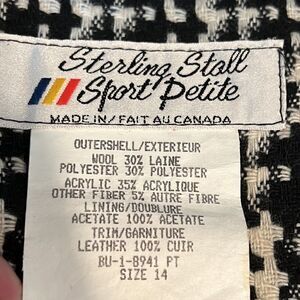 Sterling Stall
Sport Petite
MADE IN/FAIT AU CANADA
OUTERSHELL/EXTERIEUR
WOOL 30% LAINE
POLYESTER 30% POLYESTER
ACRYLIC 35% ACRYLIQUE
OTHER FIBER 5% AUTRE FIBRE
LINING/DOUBLURE
ACETATE 100% ACETATE
TRIM/GARNITURE
LEATHER 100% CUIR
BU-1-8941 PT
SIZE 14